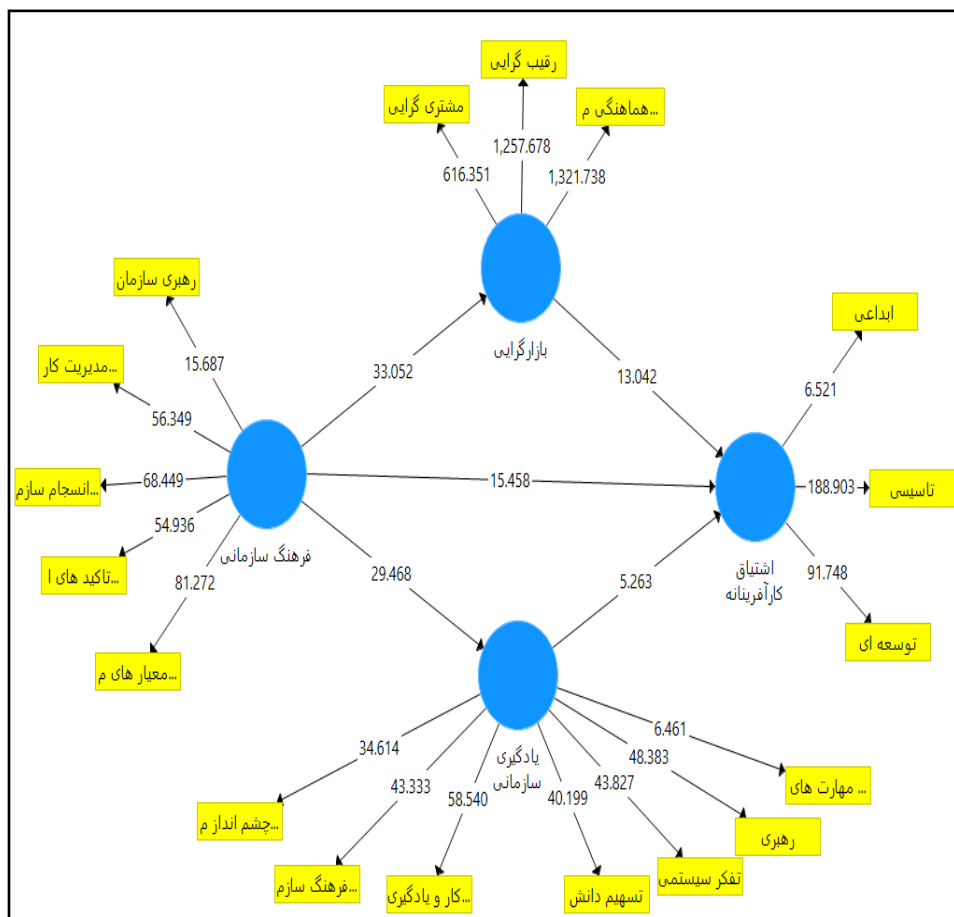 رقیب گرایی
مشتری گرایی
هماهنگی م...
1,257.678
616.351
1,321.738
رهبری سازمان
ابداعی
بازارگرایی
مدیریت کار...
15.687
33.052
13.042
6.521
56.349
انسجام سازم...
68.449
15.458
188.903
تاسیسی
54.936
فرهنگ سازمانی
تاکید های ا...
اشتیاق
کارآفرینانه
81.272
29.468
5.263
91.748
توسعه ای
معیار های م...
یادگیری
سازمانی
34.614
43.333
58.540
40.199
43.827
48.383
6.461
مهارت های ...
چشم انداز م...
رهبری
فرهنگ سازم...
کار و یادگیری...
تسهیم دانش
تفکر سیستمی